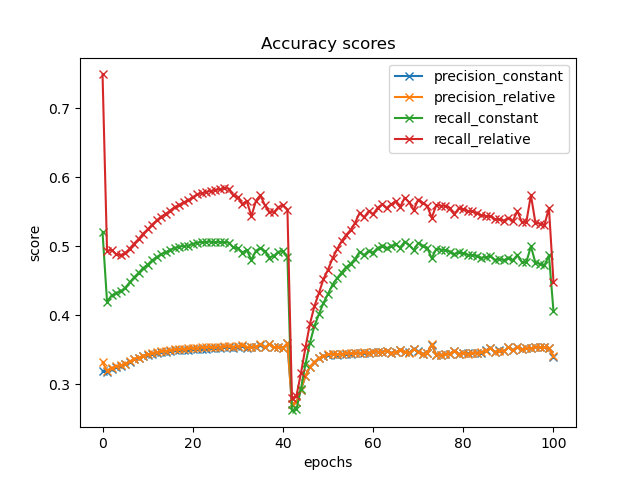 Accuracy scores
precision_constant
precision_relative
recall_constant
recall_relative
score
0.7
0.6
0.5
0.4
0.3
0
20
40
60
80
100
epochs